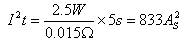 I²t = 2.5W / 0.015Ω × 5s = 833A²s